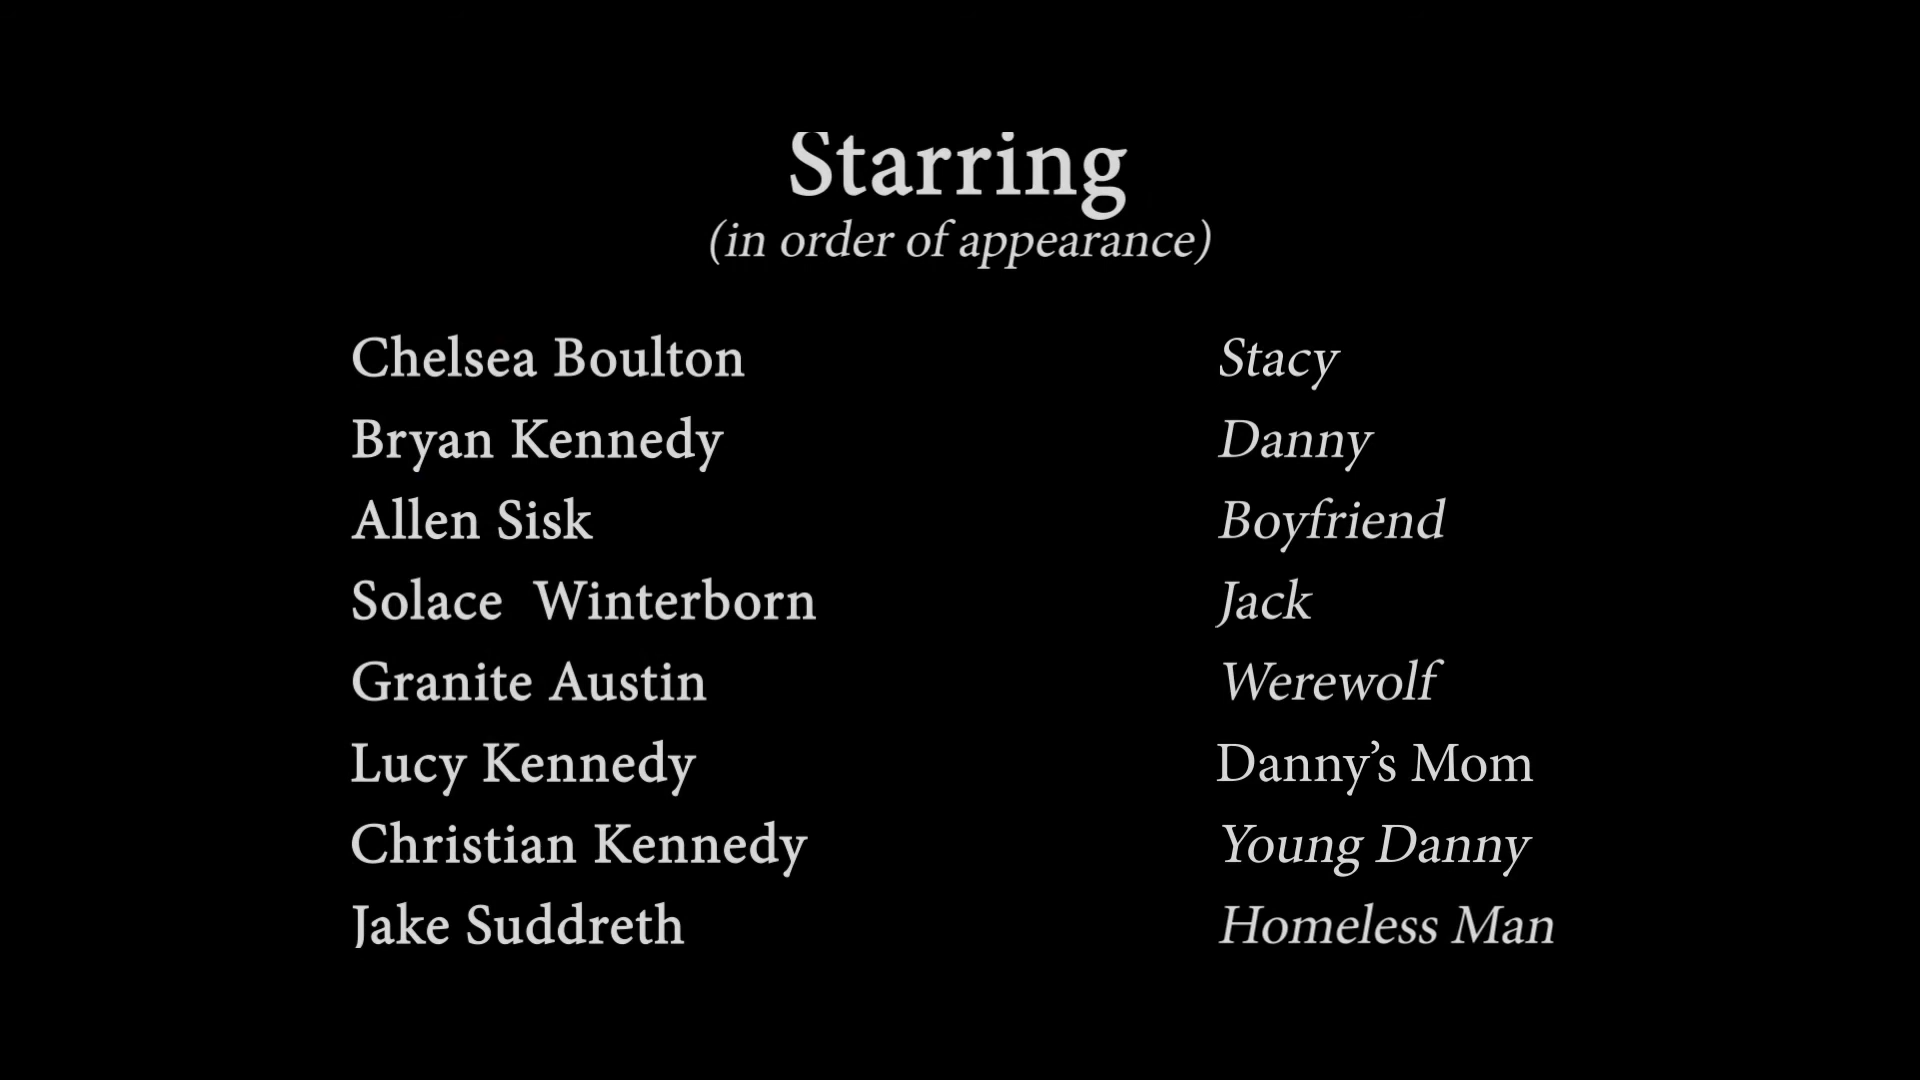 Starring
(in order of appearance)
Chelsea Boulton Stacy
Bryan Kennedy Danny
Allen Sisk Boyfriend
Solace Winterborn Jack
Granite Austin Werewolf
Lucy Kennedy Danny’s Mom
Christian Kennedy Young Danny
Jake Suddreth Homeless Man